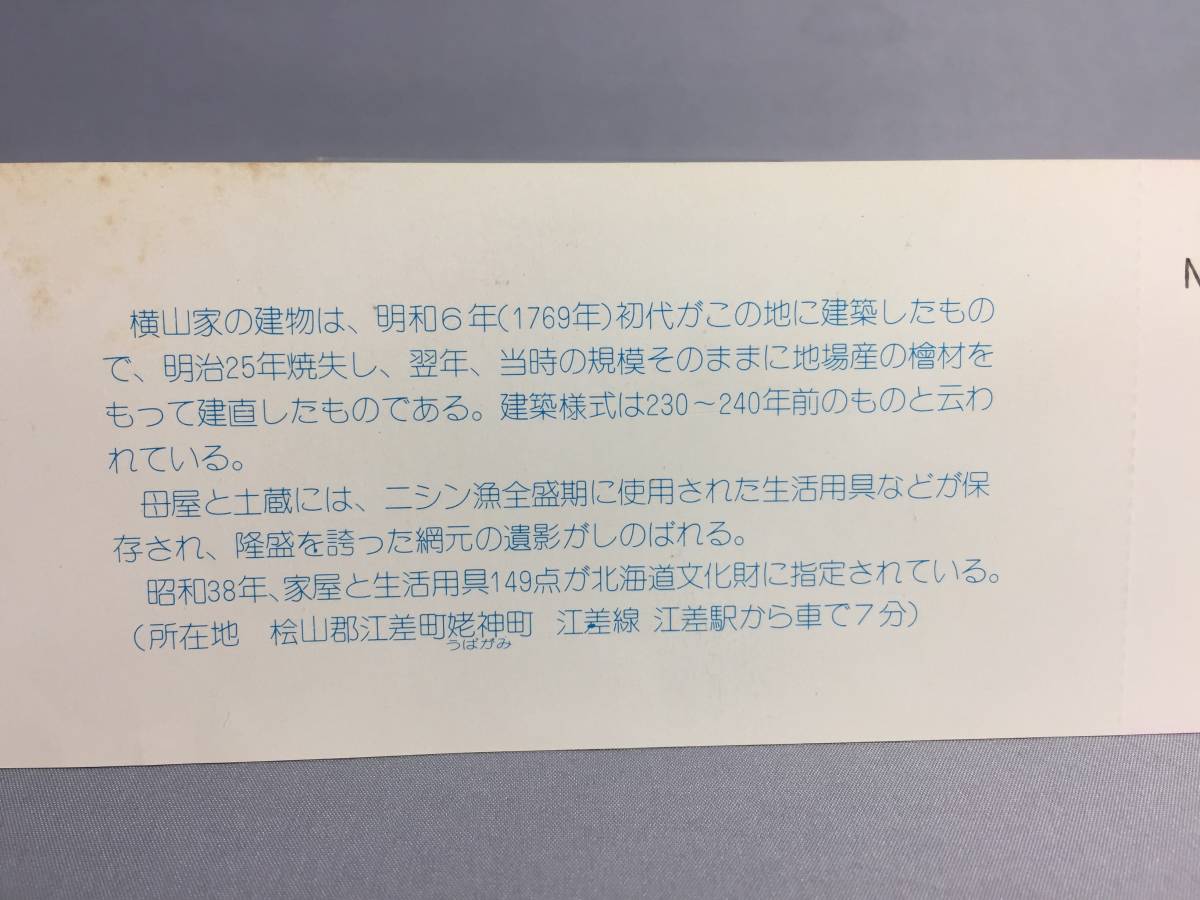 横山家の建物は、明和6年(1769年)初代がこの地に建築したもの
で、明治25年焼失し、翌年、当時の規模そのままに地場産の檜材を
もって建直したものである。建築様式は230～240年前のものと云わ
れている。
母屋と土蔵には、ニシン漁全盛期に使用された生活用具などが保
存され、隆盛を誇った網元の遺影がしのばれる。
昭和38年、家屋と生活用具149点が北海道文化財に指定されている。
(所在地　桧山郡江差町姥神町　江差線 江差駅から車で7分)
うばがみ